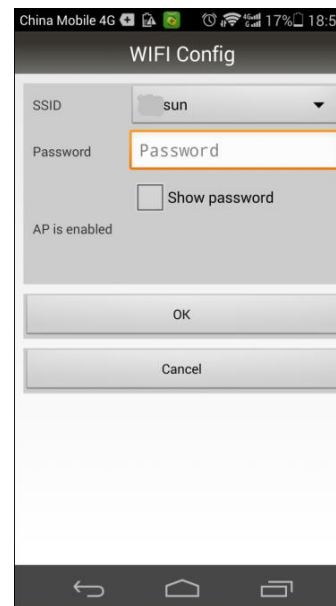 China Mobile 4G 4G 17% 18:5
WIFI Config
SSID sun
Password Password
Show password
AP is enabled
OK
Cancel